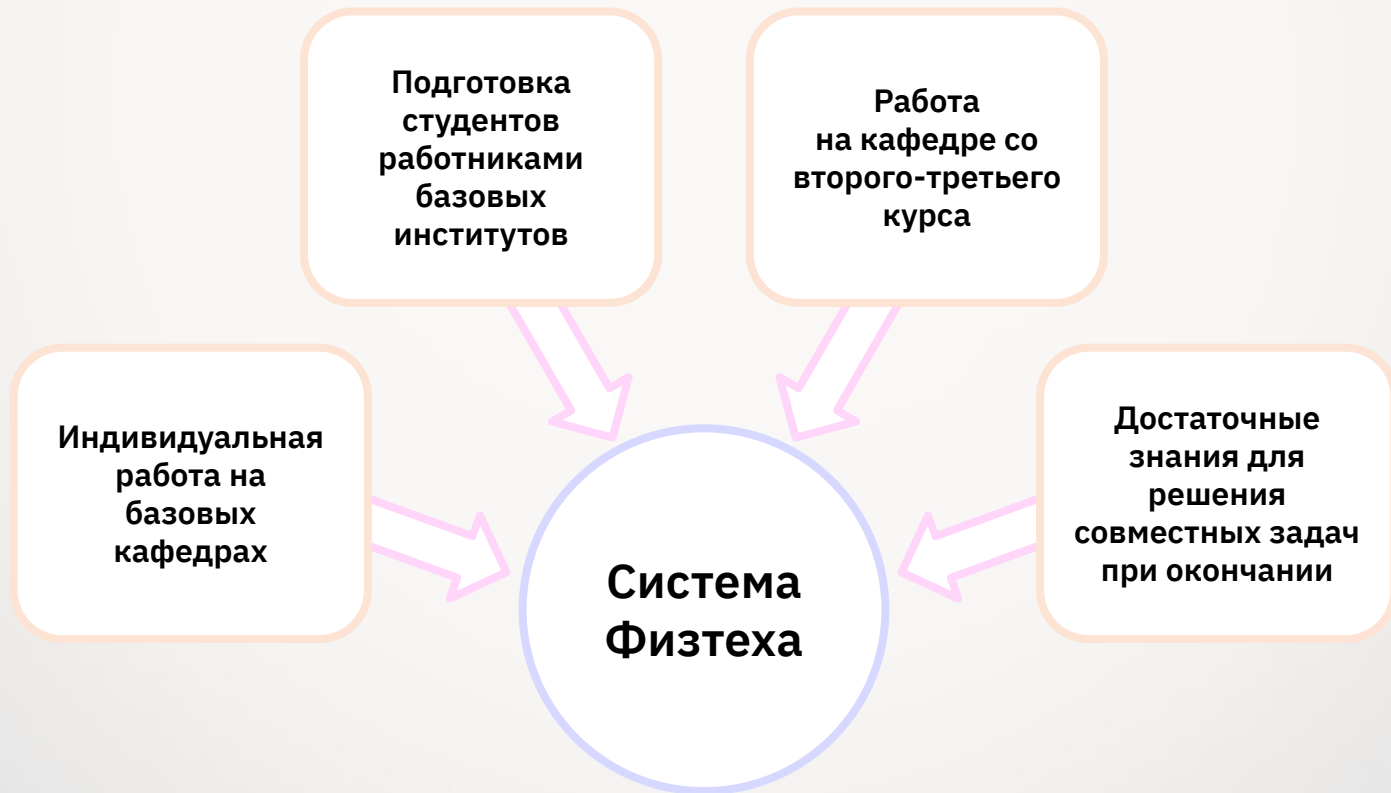 Подготовка
студентов
работниками
базовых
институтов
Работа
на кафедре со
второго-третьего
курса
Индивидуальная
работа на
базовых
кафедрах
Достаточные
знания для
решения
совместных задач
при окончании
Система
Физтеха